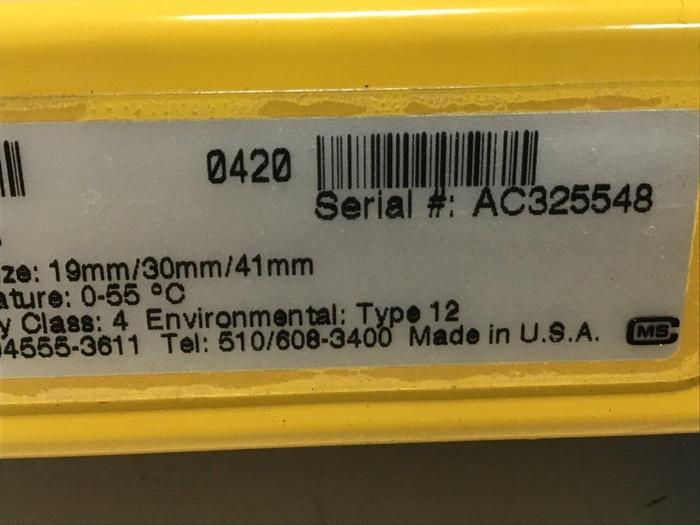 0420
Serial #: AC325548
ze: 19mm/30mm/41mm
ature: 0-55 °C
y Class: 4 Environmental: Type 12
4555-3611 Tel: 510/608-3400 Made in U.S.A. CMS